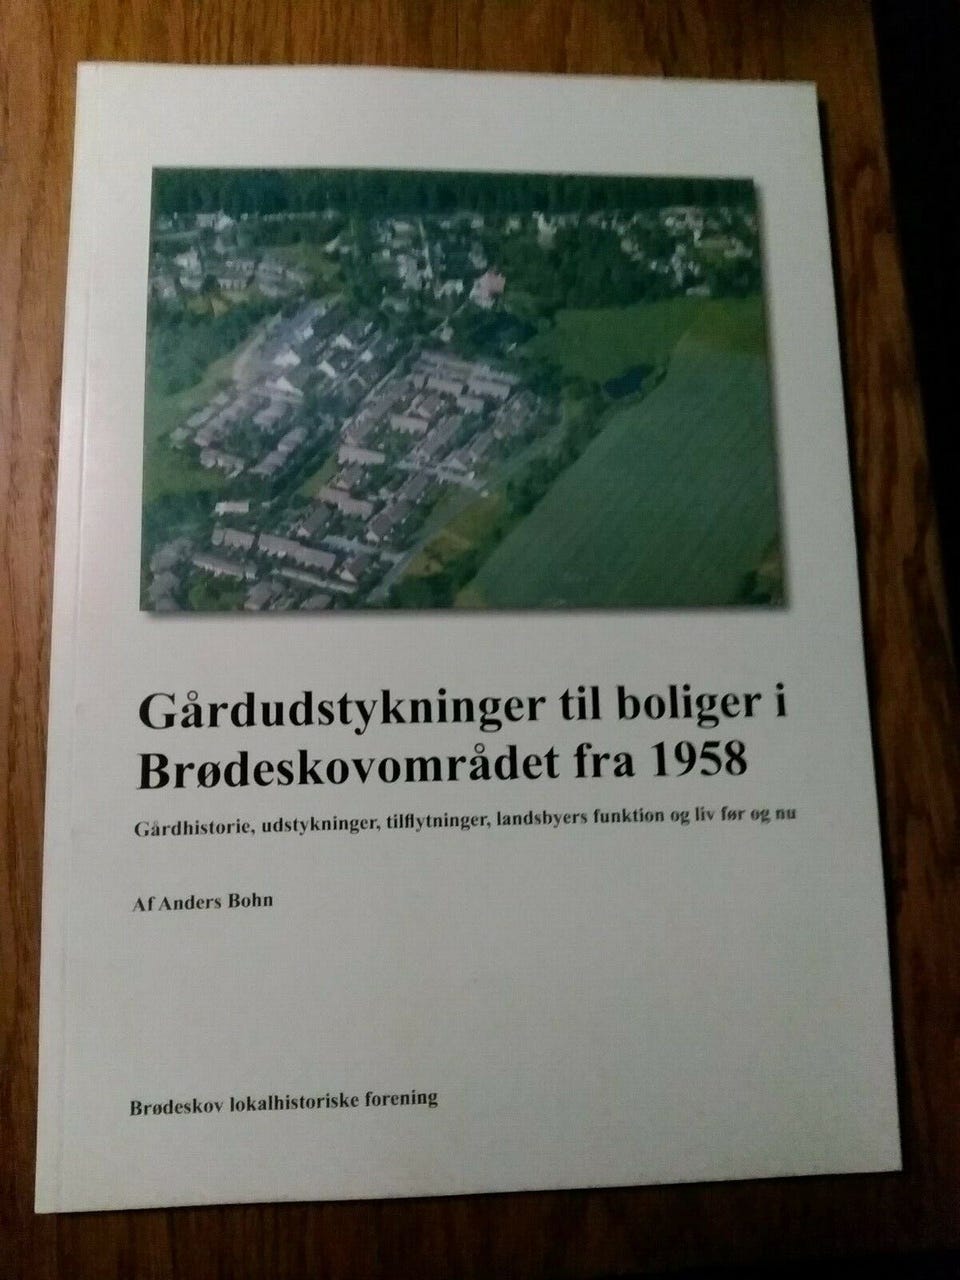 Gårdudstykninger til boliger i
Brødeskovområdet fra 1958
Gårdhistorie, udstykninger, tilflytninger, landsbyers funktion og liv før og nu
Af Anders Bohn
Brødeskov lokalhistoriske forening